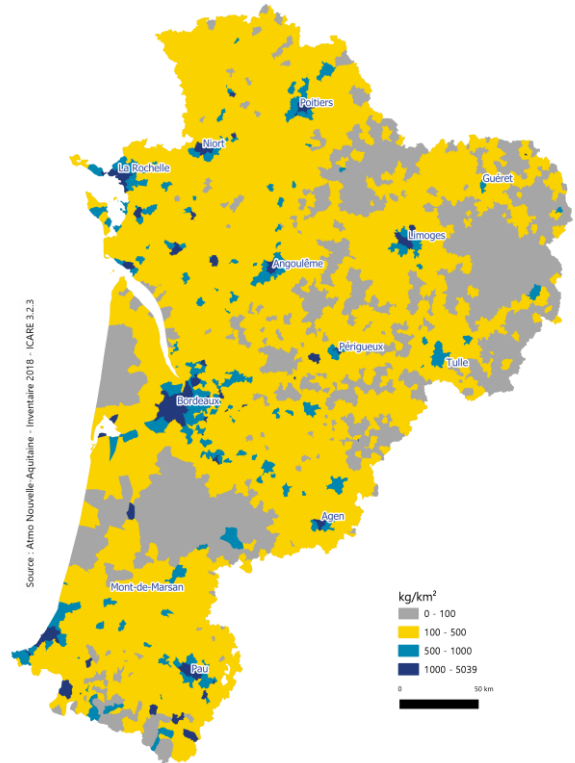 Poitiers
Niort
La Rochelle
Guéret
Limoges
Angoulême
Périgueux
Tulle
Bordeaux
Agen
Mont-de-Marsan
Pau
Source : Atmo Nouvelle-Aquitaine - Inventaire 2018 - ICARE 3.2.3
kg/km²
0 - 100
100 - 500
500 - 1000
1000 - 5039
0 50 km